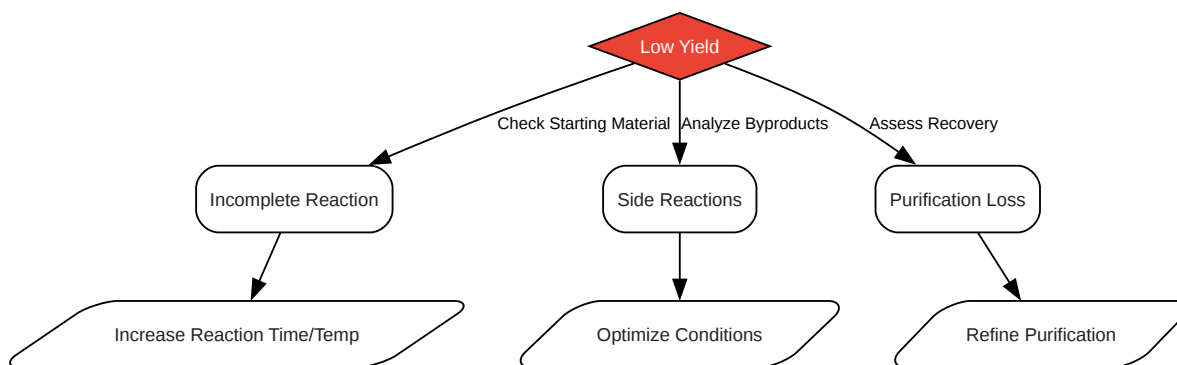 Low Yield
Check Starting Material
Analyze Byproducts
Assess Recovery
Incomplete Reaction
Side Reactions
Purification Loss
Increase Reaction Time/Temp
Optimize Conditions
Refine Purification